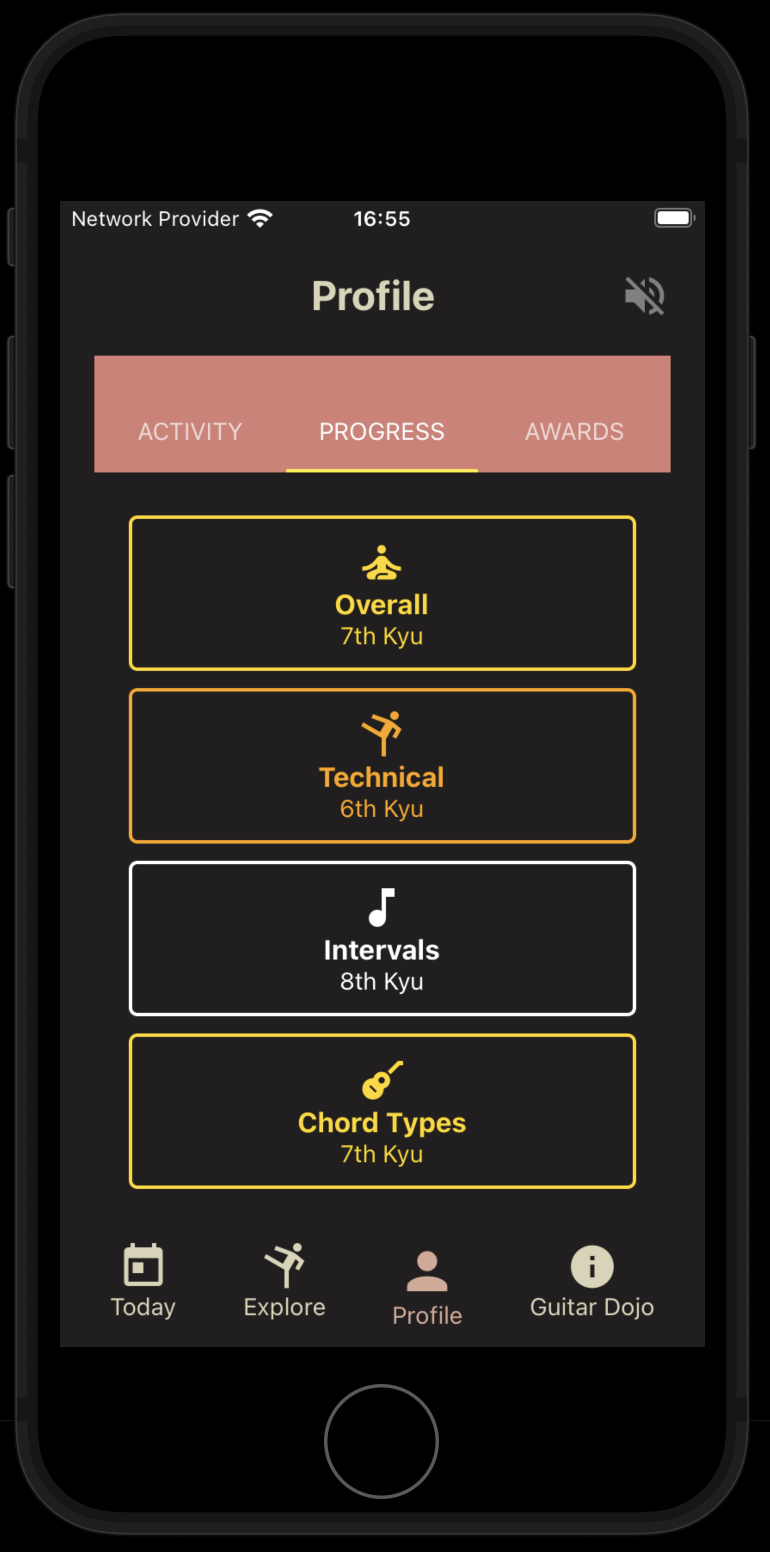 Network Provider 16:55
Profile
ACTIVITY PROGRESS AWARDS
Overall
7th Kyu
Technical
6th Kyu
Intervals
8th Kyu
Chord Types
7th Kyu
Today Explore Profile Guitar Dojo